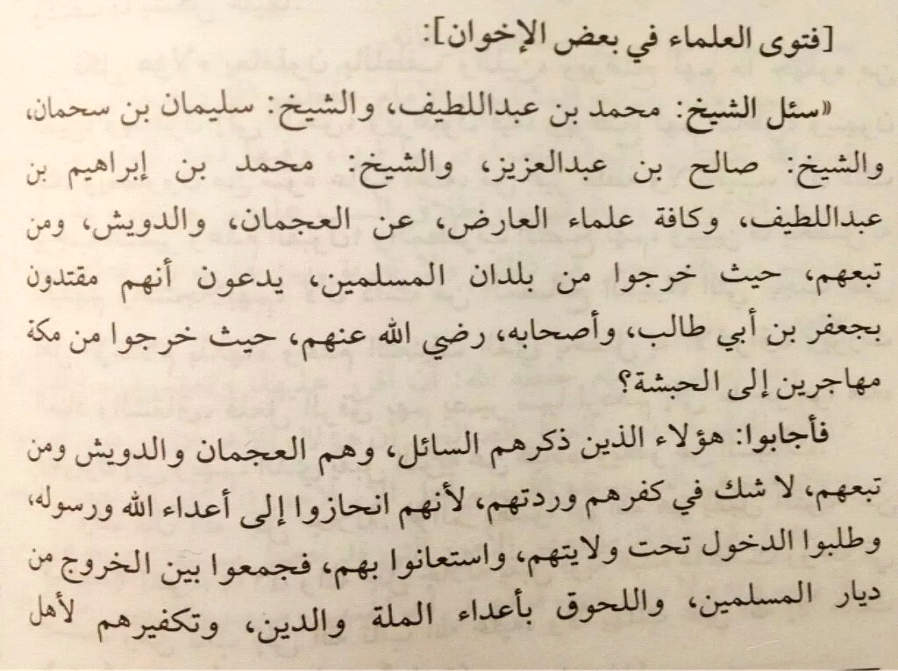 [فتوى العلماء في بعض الإخوان]:
«سئل الشيخ: محمد بن عبداللطيف، والشيخ: سليمان بن سحمان،
والشيخ: صالح بن عبدالعزيز، والشيخ: محمد بن إبراهيم بن
عبداللطيف، وكافة علماء العارض، عن العجمان، والدويش، ومن
تبعهم، حيث خرجوا من بلدان المسلمين، يدعون أنهم مقتدون
بجعفر بن أبي طالب، وأصحابه، رضي الله عنهم، حيث خرجوا من مكة
مهاجرين إلى الحبشة؟
فأجابوا: هؤلاء الذين ذكرهم السائل، وهم العجمان والدويش ومن
تبعهم، لا شك في كفرهم وردتهم، لأنهم انحازوا إلى أعداء الله ورسوله،
وطلبوا الدخول تحت ولايتهم، واستعانوا بهم، فجمعوا بين الخروج من
ديار المسلمين، واللحوق بأعداء الملة والدين، وتكفيرهم لأهل